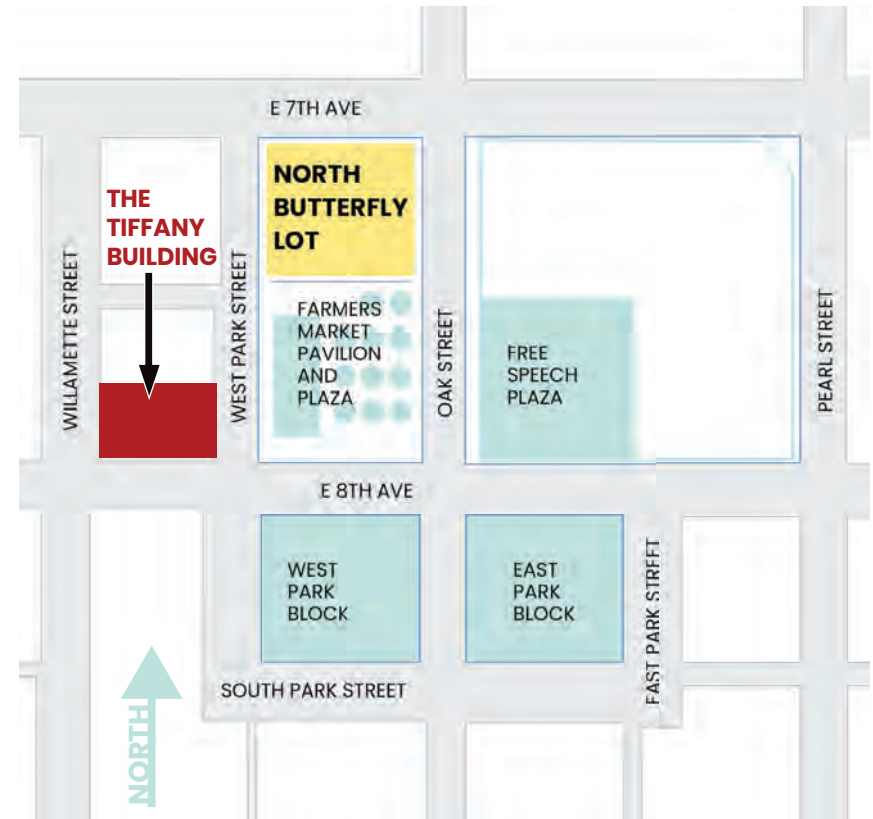 E 7TH AVE
NORTH
BUTTERFLY
LOT
THE
TIFFANY
BUILDING
WILLAMETTE STREET
WEST PARK STREET
FARMERS
MARKET
PAVILION
AND
PLAZA
OAK STREET
FREE
SPEECH
PLAZA
PEARL STREET
E 8TH AVE
WEST
PARK
BLOCK
EAST
PARK
BLOCK
EAST PARK STREET
SOUTH PARK STREET
NORTH